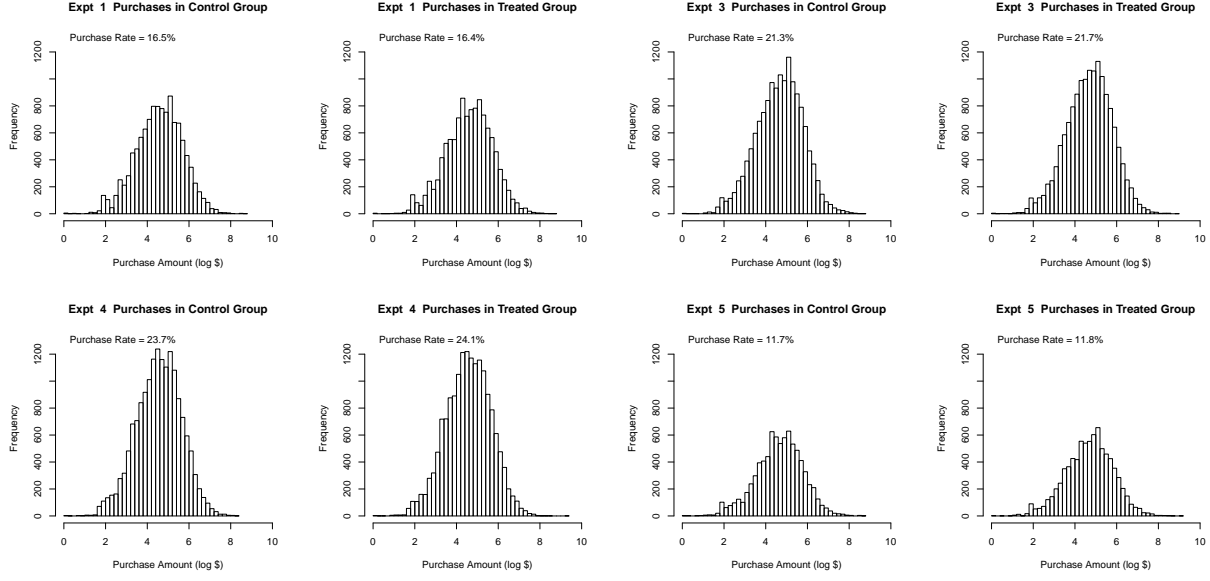 Expt 1 Purchases in Control Group
Purchase Rate = 16.5%
Frequency
0 200 400 600 800 1200
0 2 4 6 8 10
Purchase Amount (log $)
Expt 1 Purchases in Treated Group
Purchase Rate = 16.4%
Frequency
0 200 400 600 800 1200
0 2 4 6 8 10
Purchase Amount (log $)
Expt 3 Purchases in Control Group
Purchase Rate = 21.3%
Frequency
0 200 400 600 800 1200
0 2 4 6 8 10
Purchase Amount (log $)
Expt 3 Purchases in Treated Group
Purchase Rate = 21.7%
Frequency
0 200 400 600 800 1200
0 2 4 6 8 10
Purchase Amount (log $)
Expt 4 Purchases in Control Group
Purchase Rate = 23.7%
Frequency
0 200 400 600 800 1200
0 2 4 6 8 10
Purchase Amount (log $)
Expt 4 Purchases in Treated Group
Purchase Rate = 24.1%
Frequency
0 200 400 600 800 1200
0 2 4 6 8 10
Purchase Amount (log $)
Expt 5 Purchases in Control Group
Purchase Rate = 11.7%
Frequency
0 200 400 600 800 1200
0 2 4 6 8 10
Purchase Amount (log $)
Expt 5 Purchases in Treated Group
Purchase Rate = 11.8%
Frequency
0 200 400 600 800 1200
0 2 4 6 8 10
Purchase Amount (log $)